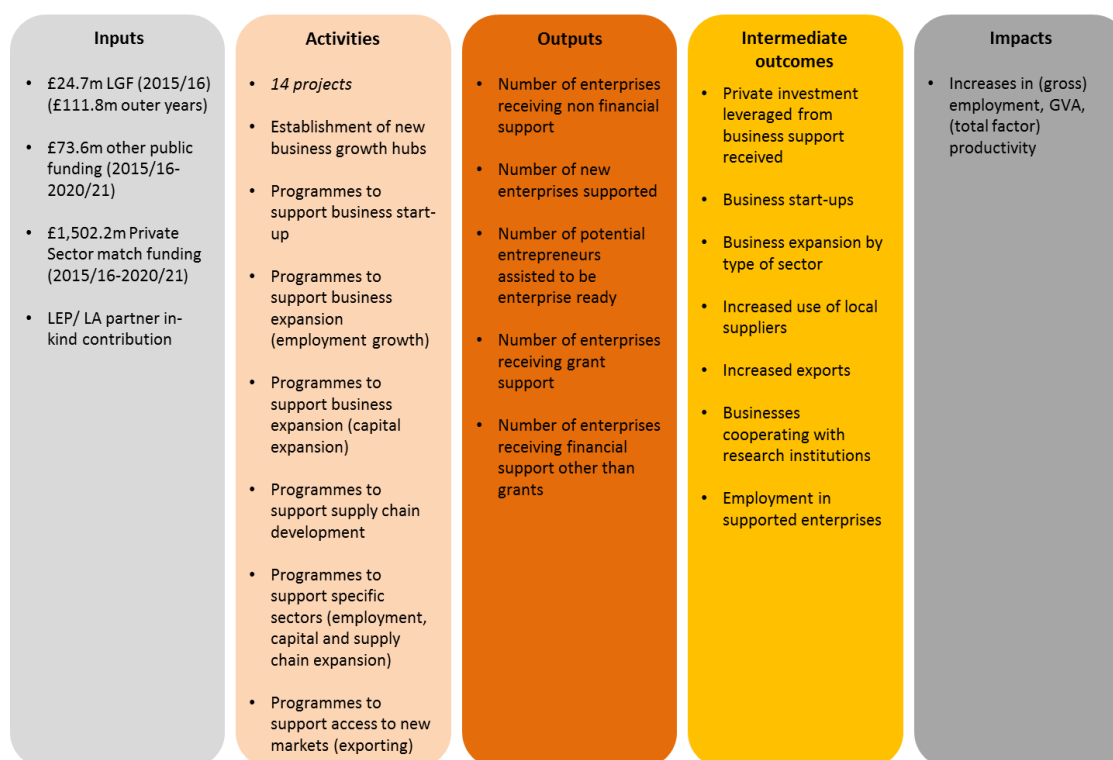 Inputs
• £24.7m LGF (2015/16)
(£111.8m outer years)
• £73.6m other public
funding (2015/16-
2020/21)
• £1,502.2m Private
Sector match funding
(2015/16-2020/21)
• LEP/ LA partner in-
kind contribution
Activities
• 14 projects
• Establishment of new
business growth hubs
• Programmes to
support business start-
up
• Programmes to
support business
expansion
(employment growth)
• Programmes to
support business
expansion (capital
expansion)
• Programmes to
support supply chain
development
• Programmes to
support specific
sectors (employment,
capital and supply
chain expansion)
• Programmes to
support access to new
markets (exporting)
Outputs
• Number of enterprises
receiving non financial
support
• Number of new
enterprises supported
• Number of potential
entrepreneurs
assisted to be
enterprise ready
• Number of enterprises
receiving grant
support
• Number of enterprises
receiving financial
support other than
grants
Intermediate
outcomes
• Private investment
leveraged from
business support
received
• Business start-ups
• Business expansion by
type of sector
• Increased use of local
suppliers
• Increased exports
• Businesses
cooperating with
research institutions
• Employment in
supported enterprises
Impacts
• Increases in (gross)
employment, GVA,
(total factor)
productivity